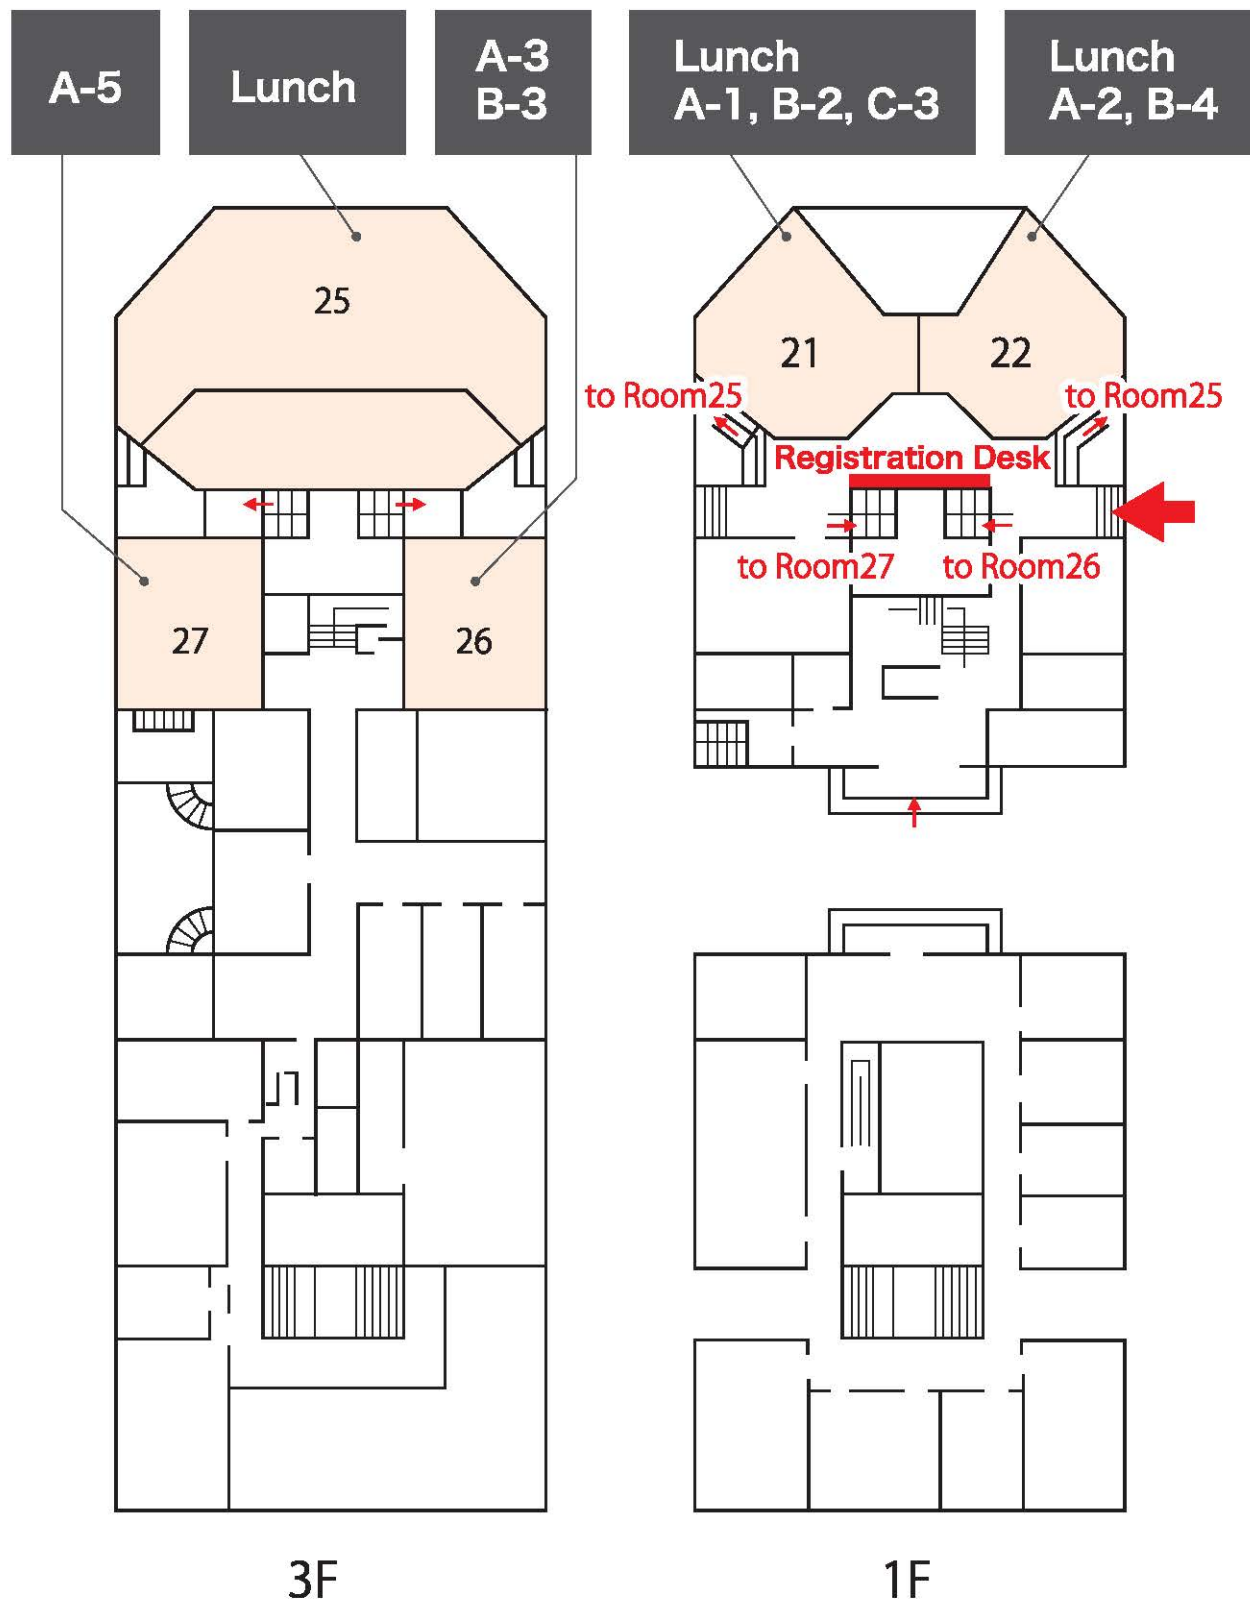 A-5
Lunch
A-3
B-3
Lunch
A-1, B-2, C-3
Lunch
A-2, B-4
25
27
26
21
22
to Room25
to Room25
Registration Desk
to Room27
to Room26
3F
1F